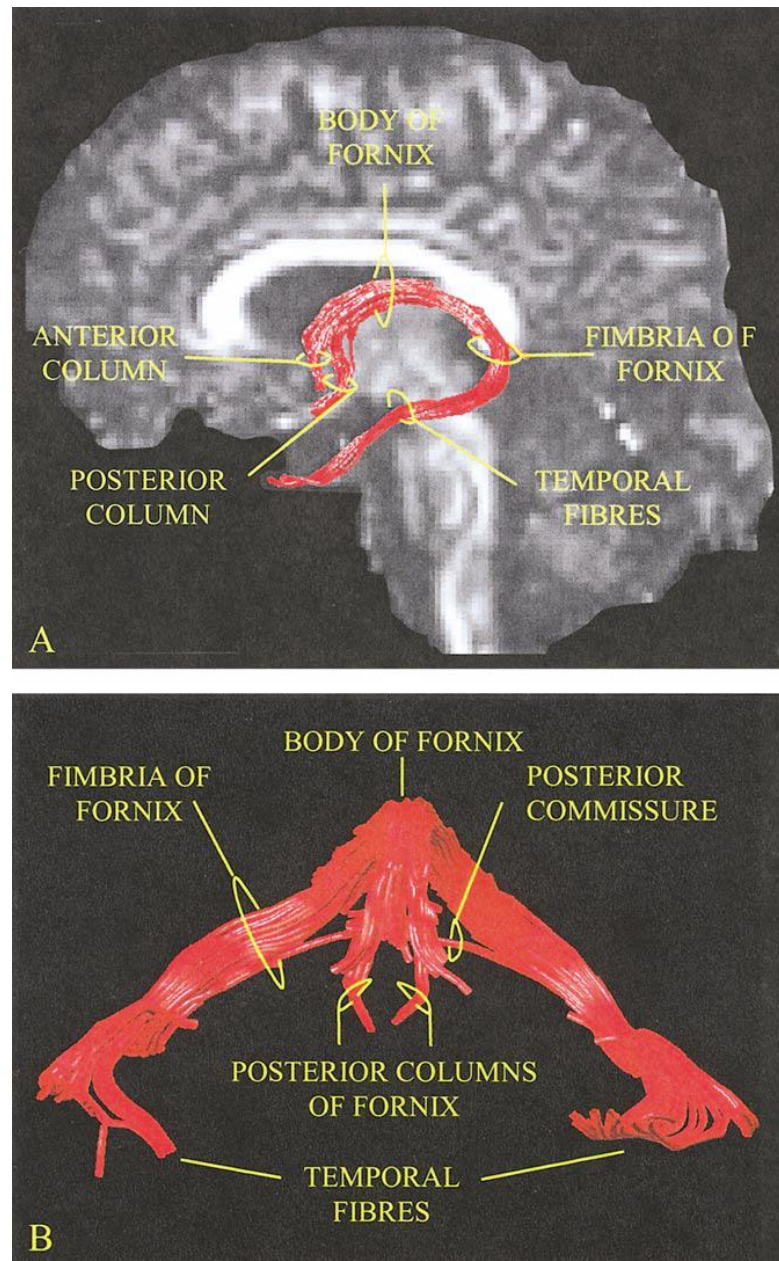 BODY OF
FORNIX
ANTERIOR
COLUMN
FIMBRIA O F
FORNIX
POSTERIOR
COLUMN
TEMPORAL
FIBRES
A
BODY OF FORNIX
FIMBRIA OF
FORNIX
POSTERIOR
COMMISSURE
POSTERIOR COLUMNS
OF FORNIX
TEMPORAL
FIBRES
B